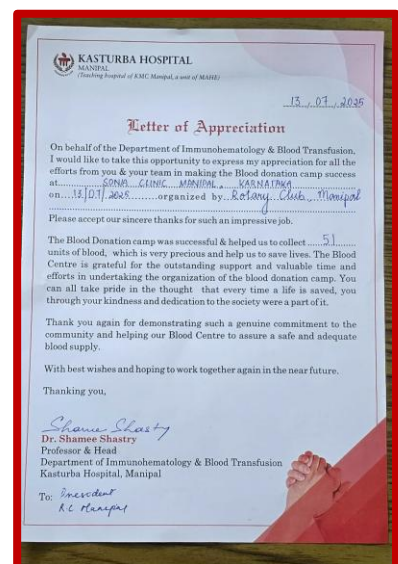 KASTURBA HOSPITAL
MANIPAL
(Teaching hospital of KMC Manipal, a unit of MAHE)
13.07.2025
Letter of Appreciation
On behalf of the Department of Immunohematology & Blood Transfusion,
I would like to take this opportunity to express my appreciation for all the
efforts from you & your team in making the Blood donation camp success
at SONIA CLINIC MANIPAL, KARNATAKA
on 13/07/2025 organized by Rotary Club, Manipal
Please accept our sincere thanks for such an impressive job.
The Blood Donation camp was successful & helped us to collect 51
units of blood, which is very precious and help us to save lives. The Blood
Centre is grateful for the outstanding support and valuable time and
efforts in undertaking the organization of the blood donation camp. You
can all take pride in the thought that every time a life is saved, you
through your kindness and dedication to the society were a part of it.
Thank you again for demonstrating such a genuine commitment to the
community and helping our Blood Centre to assure a safe and adequate
blood supply.
With best wishes and hoping to work together again in the near future.
Thanking you,
Shamee Shastry
Dr. Shamee Shastry
Professor & Head
Department of Immunohematology & Blood Transfusion
Kasturba Hospital, Manipal
To: President
R.C Manipal